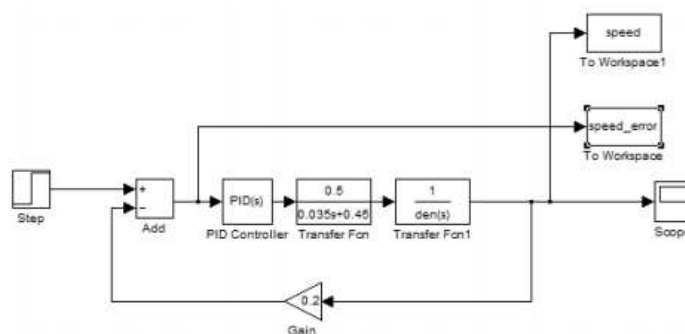 speed
To Workspace1
speed_error
To Workspace
Step
+
−
Add
PID(s)
PID Controller
0.5
0.035s+0.46
Transfer Fcn
1
den(s)
Transfer Fcn1
Scope
0.2
Gain